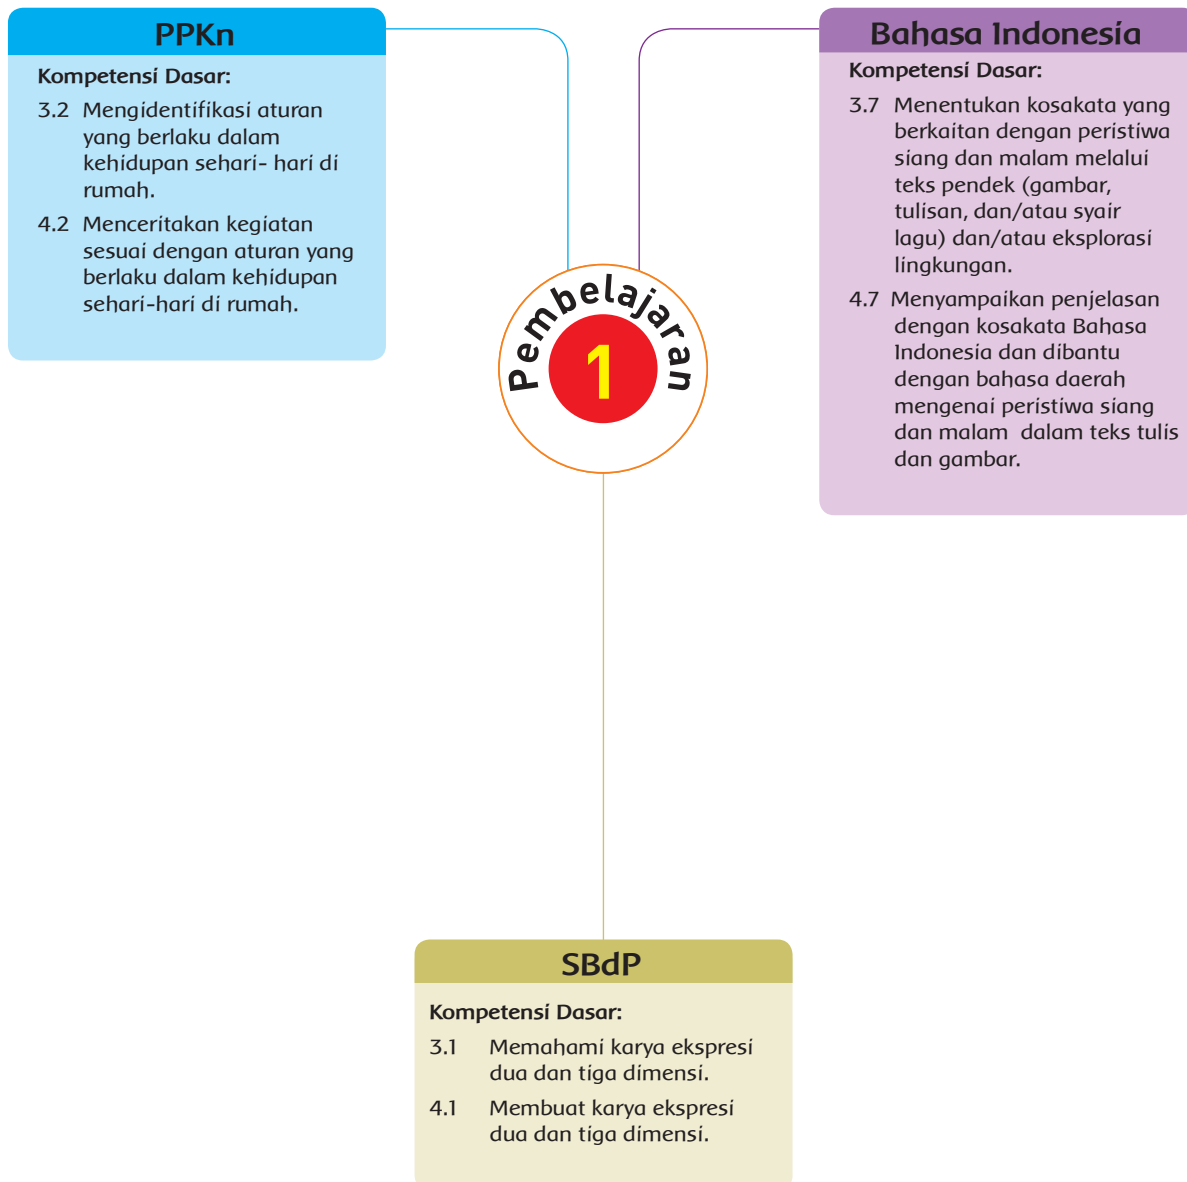 PPKn
Kompetensi Dasar:
3.2 Mengidentifikasi aturan
yang berlaku dalam
kehidupan sehari- hari di
rumah.
4.2 Menceritakan kegiatan
sesuai dengan aturan yang
berlaku dalam kehidupan
sehari-hari di rumah.
Bahasa Indonesia
Kompetensi Dasar:
3.7 Menentukan kosakata yang
berkaitan dengan peristiwa
siang dan malam melalui
teks pendek (gambar,
tulisan, dan/atau syair
lagu) dan/atau eksplorasi
lingkungan.
4.7 Menyampaikan penjelasan
dengan kosakata Bahasa
Indonesia dan dibantu
dengan bahasa daerah
mengenai peristiwa siang
dan malam dalam teks tulis
dan gambar.
Pembelajaran
1
SBdP
Kompetensi Dasar:
3.1 Memahami karya ekspresi
dua dan tiga dimensi.
4.1 Membuat karya ekspresi
dua dan tiga dimensi.